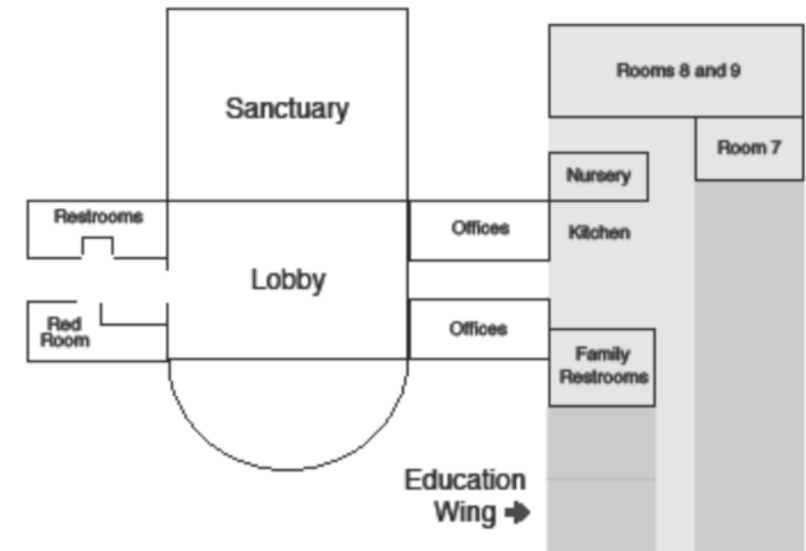 Sanctuary
Rooms 8 and 9
Room 7
Nursery
Restrooms
Offices
Kitchen
Lobby
Red
Room
Offices
Family
Restrooms
Education
Wing